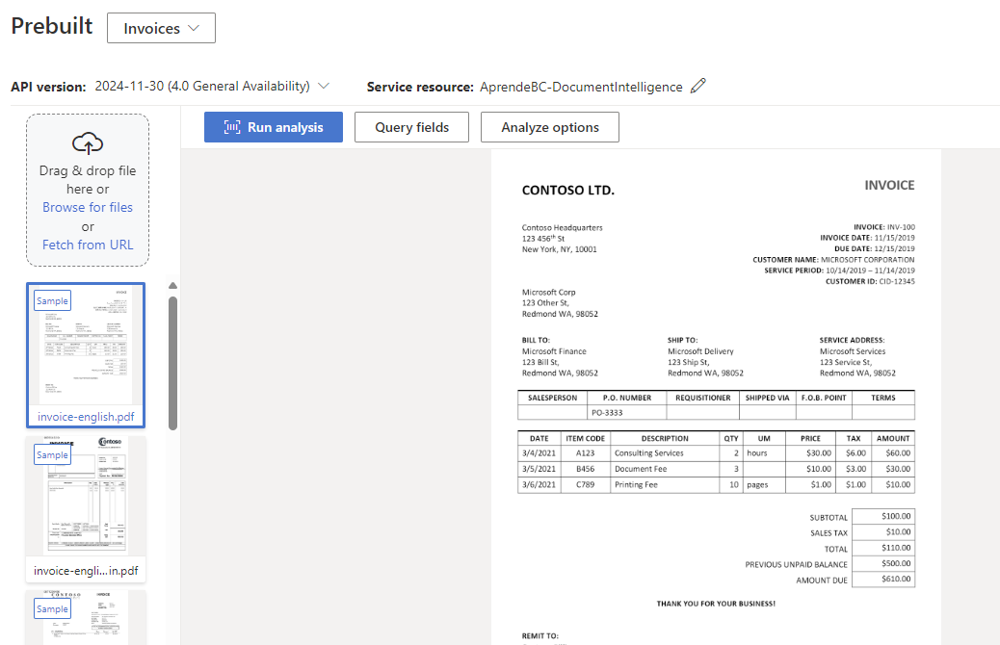 Prebuilt
Invoices
API version: 2024-11-30 (4.0 General Availability)
Service resource: AprendeBC-DocumentIntelligence
Drag & drop file
here or
Browse for files
or
Fetch from URL
Sample
invoice-english.pdf
Sample
Contoso
invoice-engli...in.pdf
Sample
CONTOSO
INVOICE
Run analysis
Query fields
Analyze options
CONTOSO LTD.
INVOICE
Contoso Headquarters
123 456th St
New York, NY, 10001
INVOICE: INV-100
INVOICE DATE: 11/15/2019
DUE DATE: 12/15/2019
CUSTOMER NAME: MICROSOFT CORPORATION
SERVICE PERIOD: 10/14/2019 – 11/14/2019
CUSTOMER ID: CID-12345
Microsoft Corp
123 Other St,
Redmond WA, 98052
BILL TO:
Microsoft Finance
123 Bill St,
Redmond WA, 98052
SHIP TO:
Microsoft Delivery
123 Ship St,
Redmond WA, 98052
SERVICE ADDRESS:
Microsoft Services
123 Service St,
Redmond WA, 98052
SALESPERSON P.O. NUMBER REQUISITIONER SHIPPED VIA F.O.B. POINT TERMS
PO-3333
DATE ITEM CODE DESCRIPTION QTY UM PRICE TAX AMOUNT
3/4/2021 A123 Consulting Services 2 hours $30.00 $6.00 $60.00
3/5/2021 B456 Document Fee 3 $10.00 $3.00 $30.00
3/6/2021 C789 Printing Fee 10 pages $1.00 $1.00 $10.00
SUBTOTAL $100.00
SALES TAX $10.00
TOTAL $110.00
PREVIOUS UNPAID BALANCE $500.00
AMOUNT DUE $610.00
THANK YOU FOR YOUR BUSINESS!
REMIT TO: